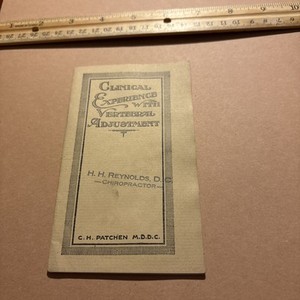 CLINICAL
EXPERIENCE
WITH
VERTEBRAL
ADJUSTMENT
H. H. REYNOLDS, D. C.
—CHIROPRACTOR—
C. H. PATCHEN M.D.D.C.